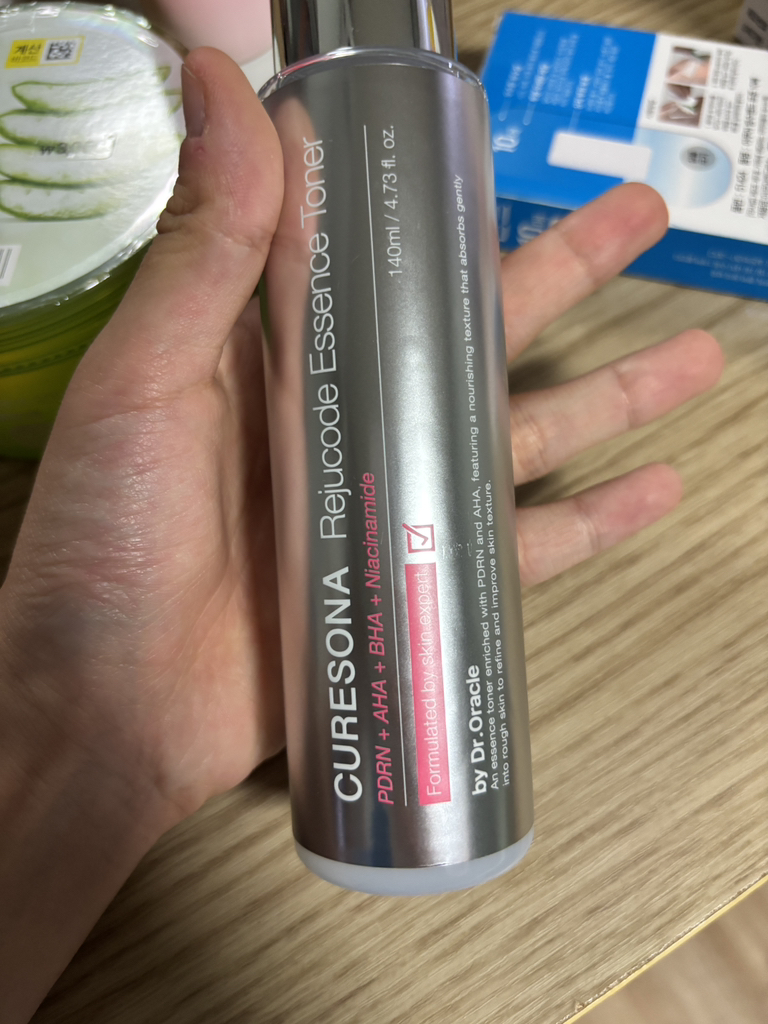 CURESONA Rejucode Essence Toner
PDRN + AHA + BHA + Niacinamide
140ml / 4.73 fl. oz.
Formulated by skin expert
by Dr.Oracle
An essence toner enriched with PDRN and AHA, featuring a nourishing texture that absorbs gently
into rough skin to refine and improve skin texture.
계산